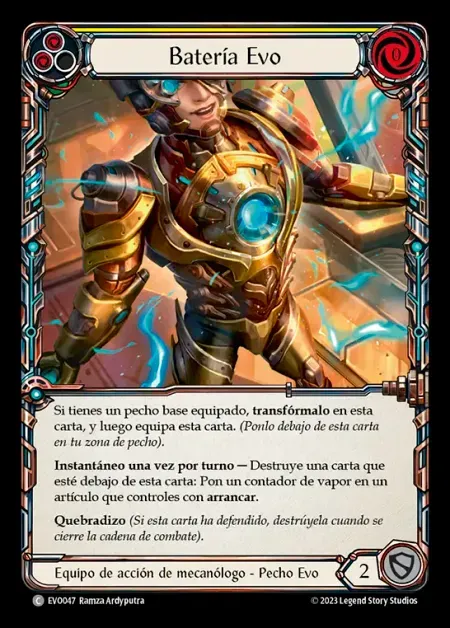 Batería Evo
0
Si tienes un pecho base equipado, transfórmalo en esta
carta, y luego equipa esta carta. (Ponlo debajo de esta carta
en tu zona de pecho).
Instantáneo una vez por turno — Destruye una carta que
esté debajo de esta carta: Pon un contador de vapor en un
artículo que controles con arrancar.
Quebradizo (Si esta carta ha defendido, destrúyela cuando se
cierre la cadena de combate).
Equipo de acción de mecanólogo - Pecho Evo
2
C EVO047 Ramza Ardyputra
© 2023 Legend Story Studios